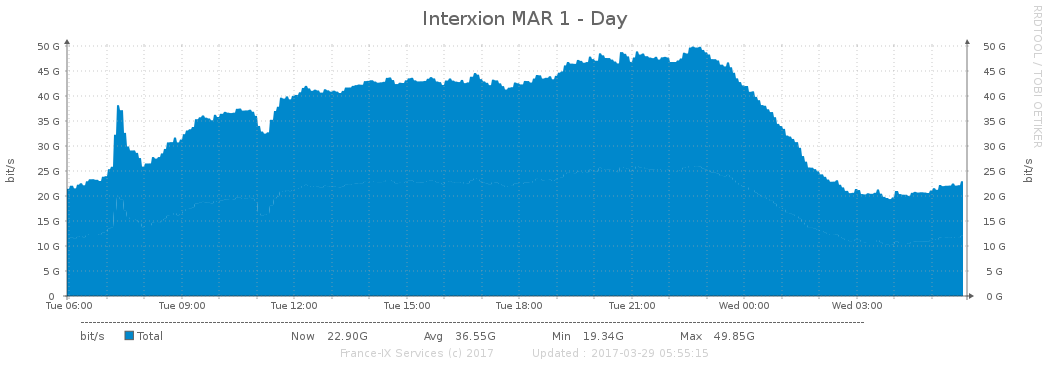 Interxion MAR 1 - Day
RRDTOOL / TOBI OETIKER
50 G 50 G
45 G 45 G
40 G 40 G
35 G 35 G
30 G 30 G
25 G 25 G
20 G 20 G
15 G 15 G
10 G 10 G
5 G 5 G
0 0 G
bit/s bit/s
Tue 06:00 Tue 09:00 Tue 12:00 Tue 15:00 Tue 18:00 Tue 21:00 Wed 00:00 Wed 03:00
bit/s Total Now 22.90G Avg 36.55G Min 19.34G Max 49.85G
France-IX Services (c) 2017 Updated : 2017-03-29 05:55:15